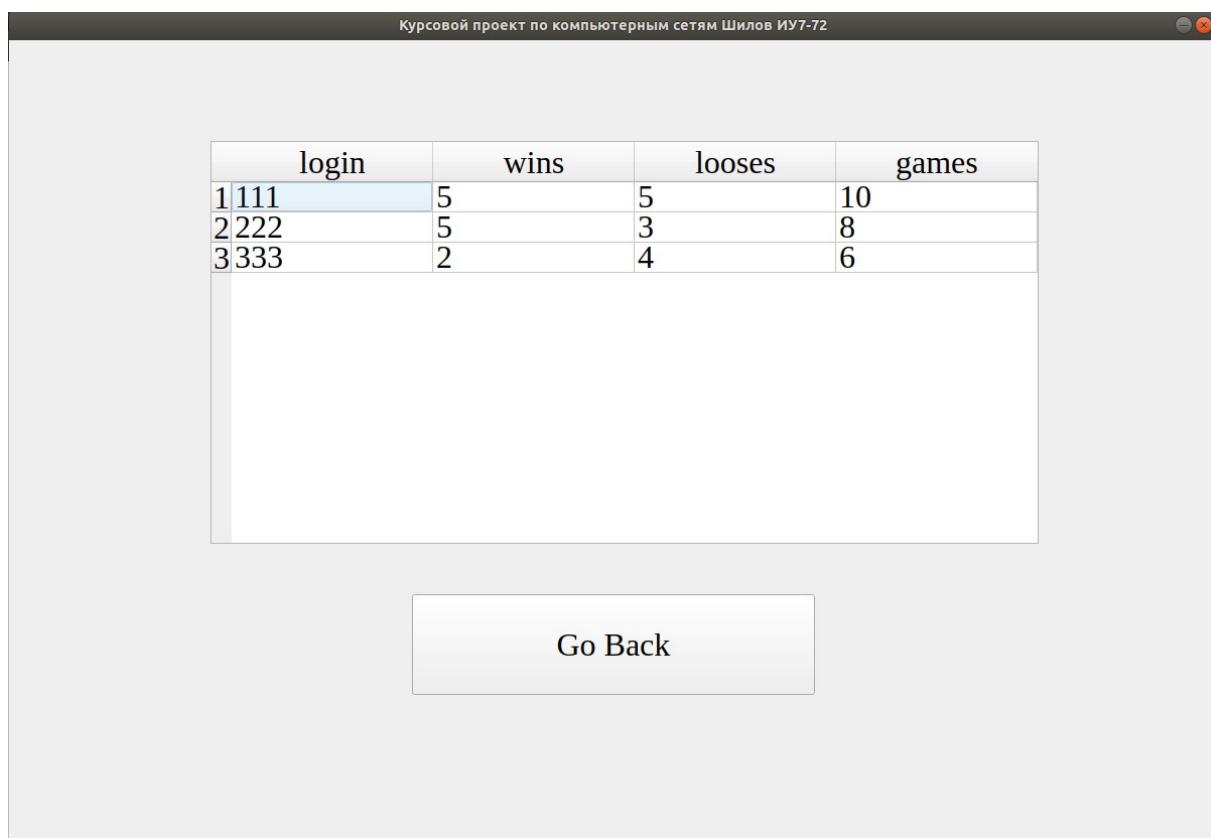 Курсовой проект по компьютерным сетям Шилов ИУ7-72
login wins looses games
1 111 5 5 10
2 222 5 3 8
3 333 2 4 6
Go Back